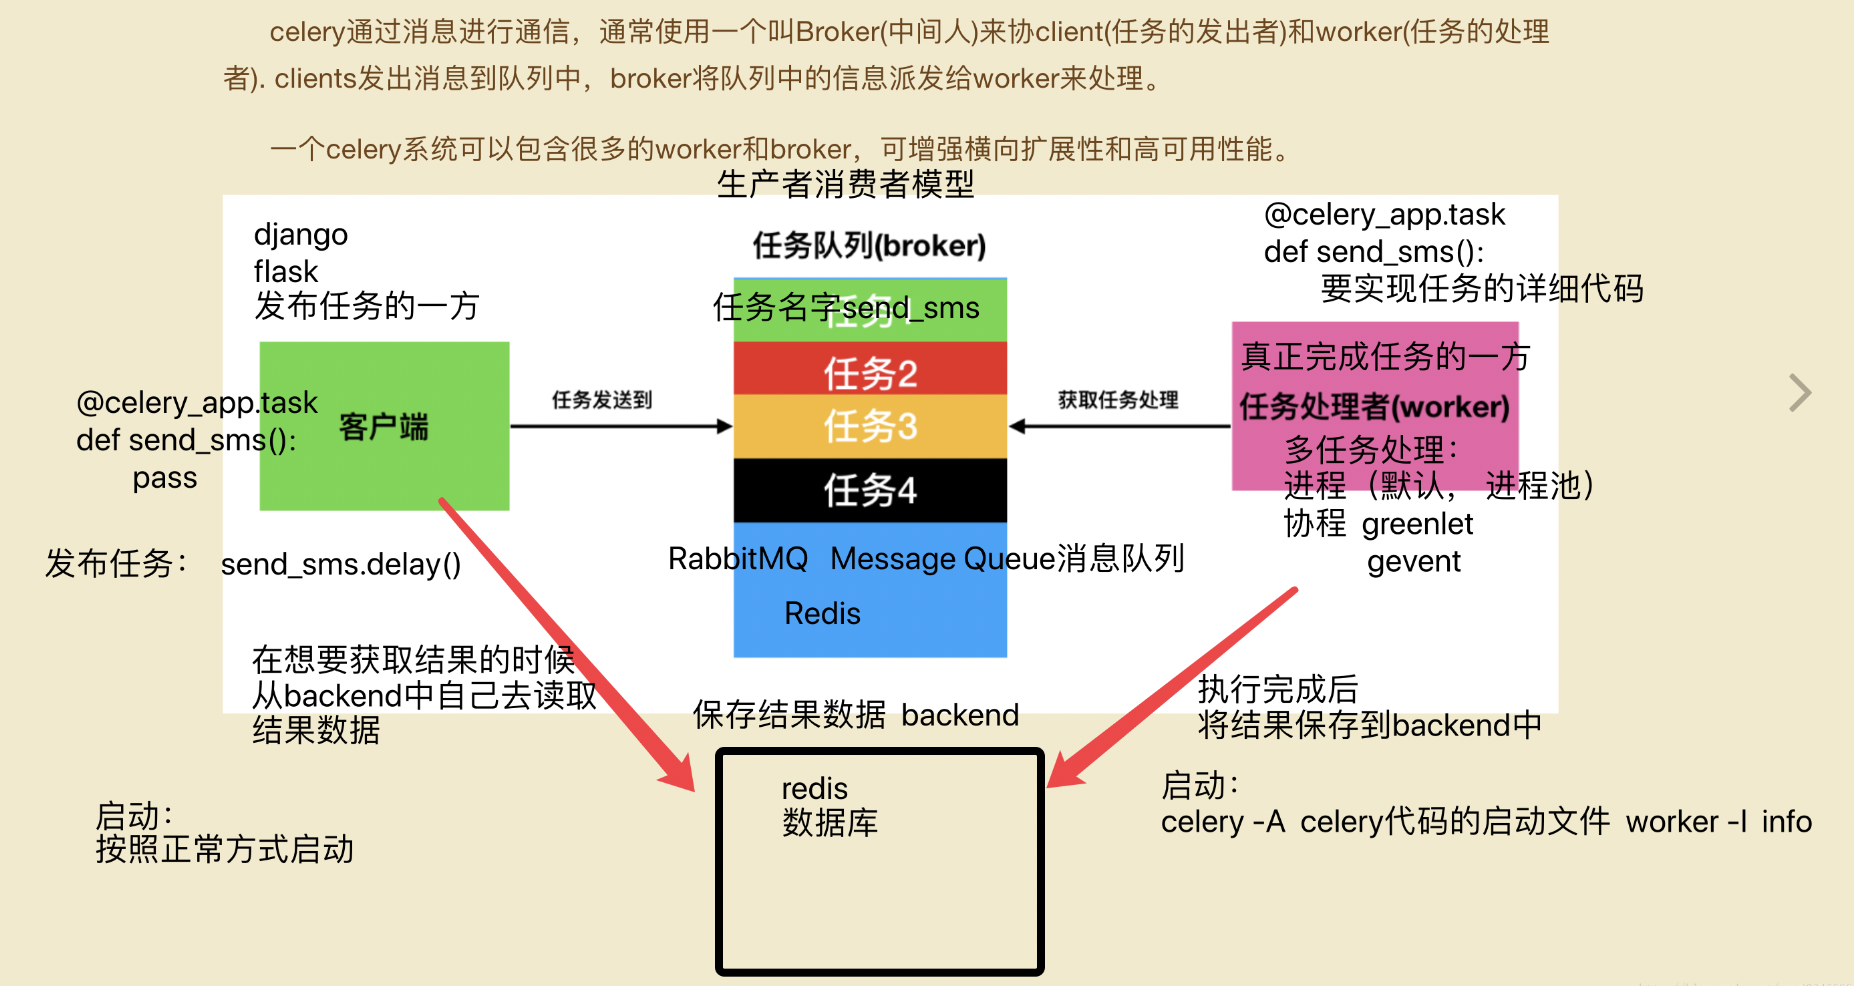 celery通过消息进行通信，通常使用一个叫Broker(中间人)来协client(任务的发出者)和worker(任务的处理
者). clients发出消息到队列中，broker将队列中的信息派发给worker来处理。
一个celery系统可以包含很多的worker和broker，可增强横向扩展性和高可用性能。
生产者消费者模型
django
flask
发布任务的一方
@celery_app.task
def send_sms():
pass
客户端
发布任务： send_sms.delay()
任务发送到
任务队列(broker)
任务名字send_sms
任务1
任务2
任务3
任务4
RabbitMQ Message Queue消息队列
Redis
获取任务处理
@celery_app.task
def send_sms():
要实现任务的详细代码
真正完成任务的一方
任务处理者(worker)
多任务处理：
进程（默认， 进程池）
协程 greenlet
gevent
在想要获取结果的时候
从backend中自己去读取
结果数据
保存结果数据 backend
redis
数据库
执行完成后
将结果保存到backend中
启动：
按照正常方式启动
启动：
celery -A celery代码的启动文件 worker -l info